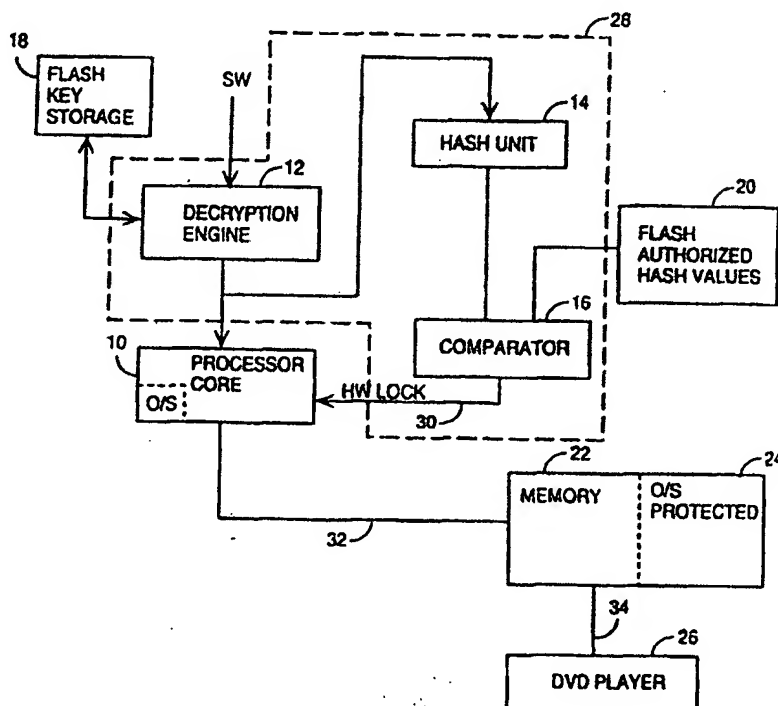 28
18
FLASH
KEY
STORAGE
SW
14
HASH UNIT
12
DECRYPTION
ENGINE
20
FLASH
AUTHORIZED
HASH VALUES
16
COMPARATOR
10
PROCESSOR
CORE
O/S
HW LOCK
30
22
24
MEMORY
O/S
PROTECTED
32
34
26
DVD PLAYER